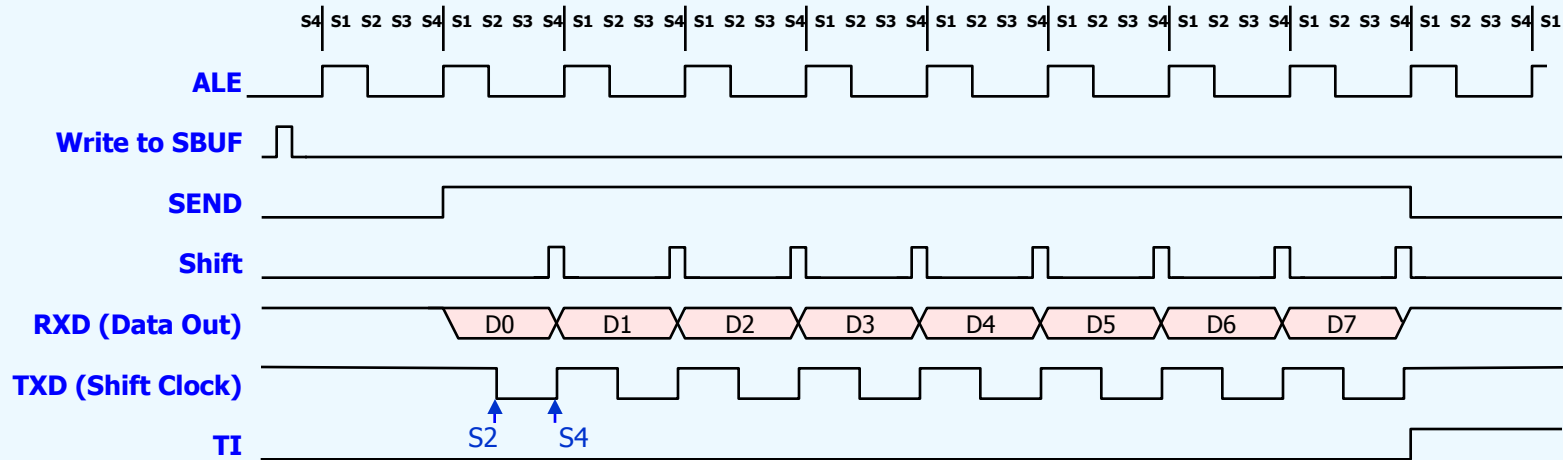 S4 S1 S2 S3 S4 S1 S2 S3 S4 S1 S2 S3 S4 S1 S2 S3 S4 S1 S2 S3 S4 S1 S2 S3 S4 S1 S2 S3 S4 S1 S2 S3 S4 S1 S2 S3 S4 S1 S2 S3 S4 S1
ALE
Write to SBUF
SEND
Shift
RXD (Data Out) D0 D1 D2 D3 D4 D5 D6 D7
TXD (Shift Clock)
S2 S4
TI